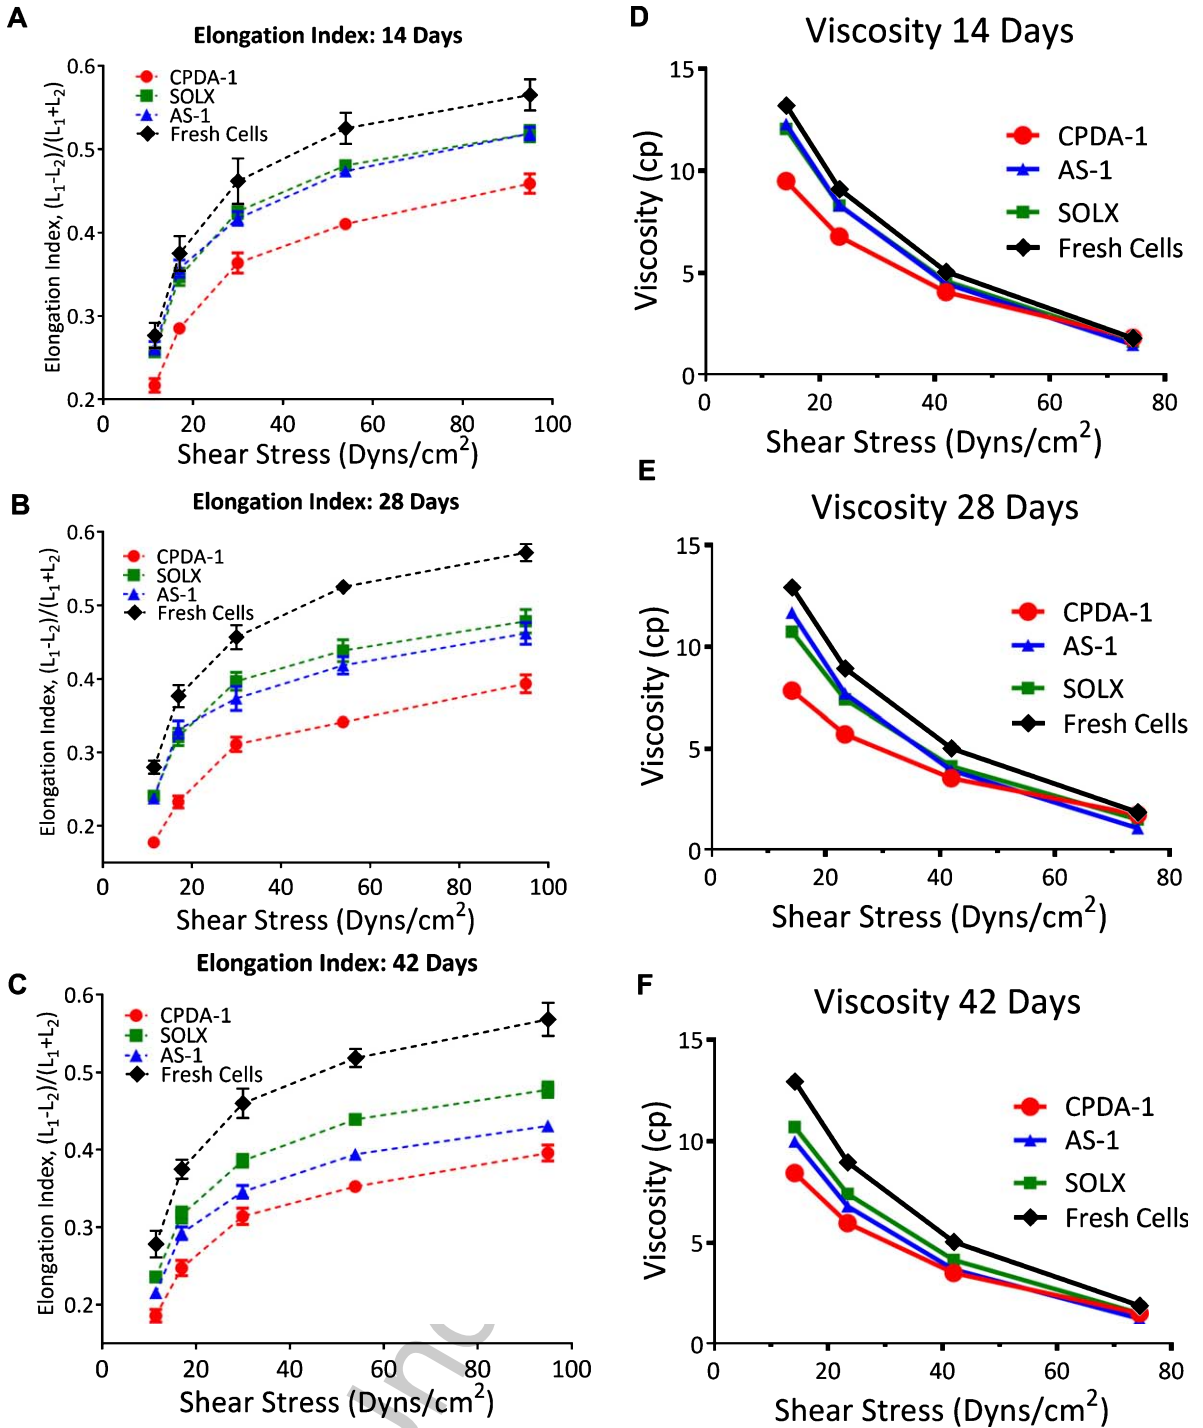 A
Elongation Index: 14 Days
Elongation Index, (L₁-L₂)/(L₁+L₂)
0.6
0.5
0.4
0.3
0.2
CPDA-1
SOLX
AS-1
Fresh Cells
0 20 40 60 80 100
Shear Stress (Dyns/cm²)
D
Viscosity 14 Days
Viscosity (cp)
15
10
5
0
CPDA-1
AS-1
SOLX
Fresh Cells
0 20 40 60 80
Shear Stress (Dyns/cm²)
B
Elongation Index: 28 Days
Elongation Index, (L₁-L₂)/(L₁+L₂)
0.6
0.5
0.4
0.3
0.2
CPDA-1
SOLX
AS-1
Fresh Cells
0 20 40 60 80 100
Shear Stress (Dyns/cm²)
E
Viscosity 28 Days
Viscosity (cp)
15
10
5
0
CPDA-1
AS-1
SOLX
Fresh Cells
0 20 40 60 80
Shear Stress (Dyns/cm²)
C
Elongation Index: 42 Days
Elongation Index, (L₁-L₂)/(L₁+L₂)
0.6
0.5
0.4
0.3
0.2
CPDA-1
SOLX
AS-1
Fresh Cells
0 20 40 60 80 100
Shear Stress (Dyns/cm²)
F
Viscosity 42 Days
Viscosity (cp)
15
10
5
0
CPDA-1
AS-1
SOLX
Fresh Cells
0 20 40 60 80
Shear Stress (Dyns/cm²)